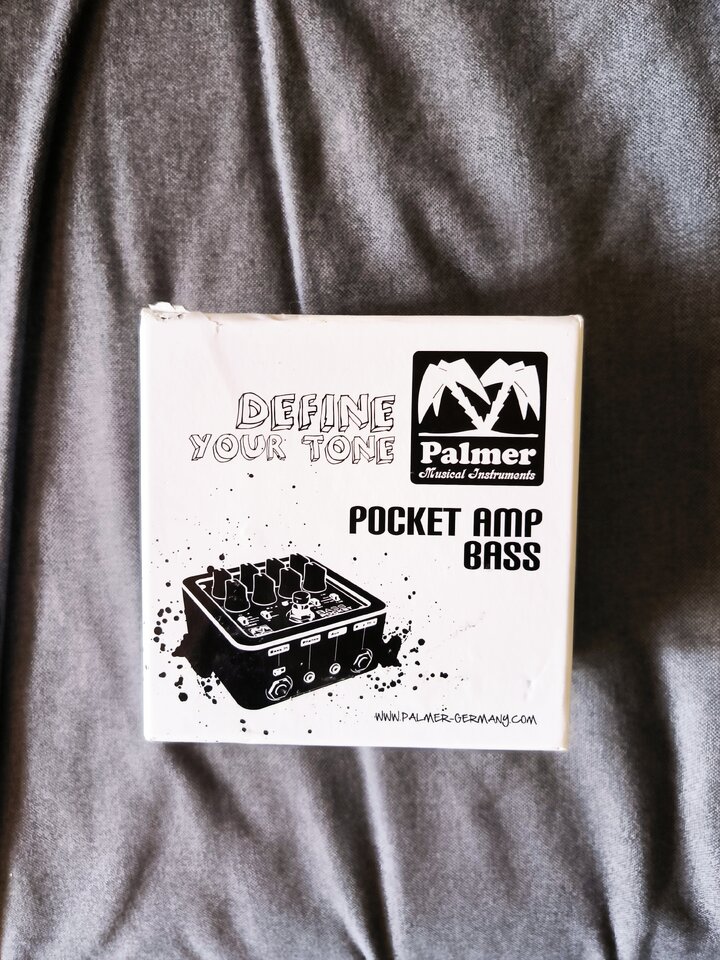 DEFINE
YOUR TONE
Palmer
Musical Instruments
POCKET AMP
BASS
WWW.PALMER-GERMANY.COM